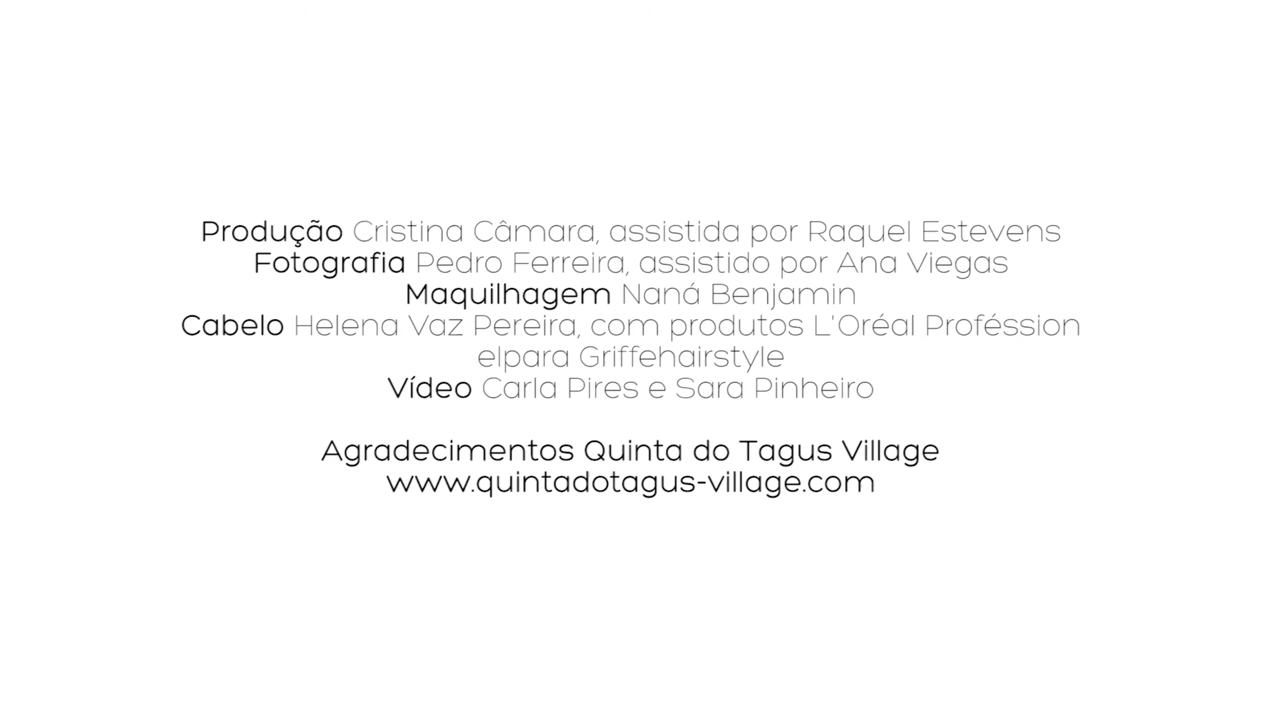 Produção Cristina Câmara, assistida por Raquel Estevens
Fotografia Pedro Ferreira, assistido por Ana Viegas
Maquilhagem Naná Benjamin
Cabelo Helena Vaz Pereira, com produtos L'Oréal Proféssion
elpara Griffehairstyle
Vídeo Carla Pires e Sara Pinheiro
Agradecimentos Quinta do Tagus Village
www.quintadotagus-village.com